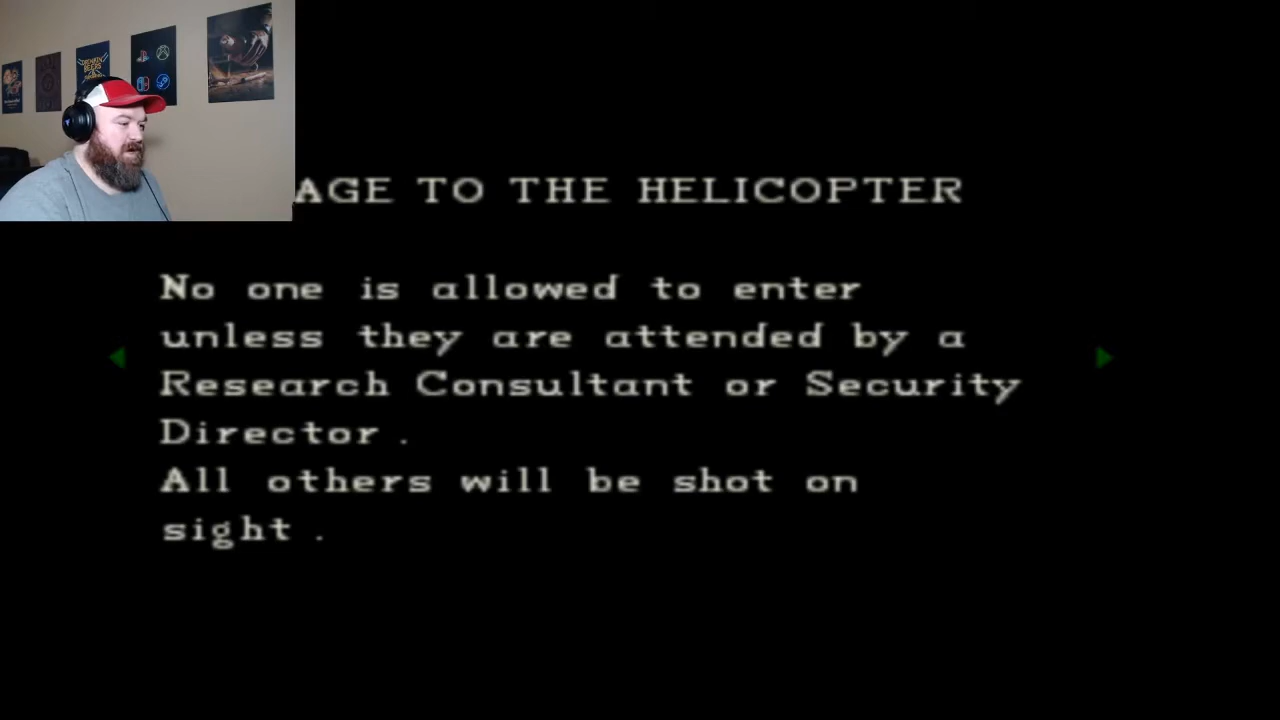 AGE TO THE HELICOPTER
No one is allowed to enter
unless they are attended by a
Research Consultant or Security
Director .
All others will be shot on
sight .